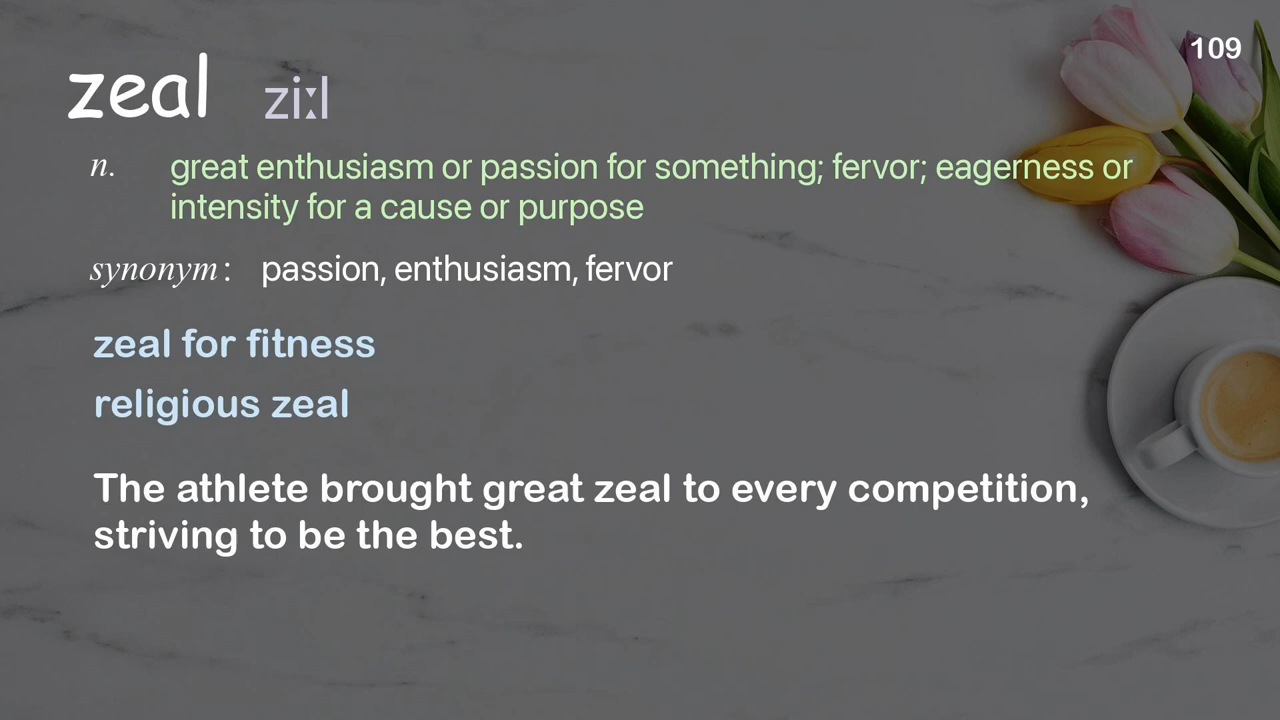 109
zeal ziːl
n. great enthusiasm or passion for something; fervor; eagerness or
intensity for a cause or purpose
synonym: passion, enthusiasm, fervor
zeal for fitness
religious zeal
The athlete brought great zeal to every competition,
striving to be the best.